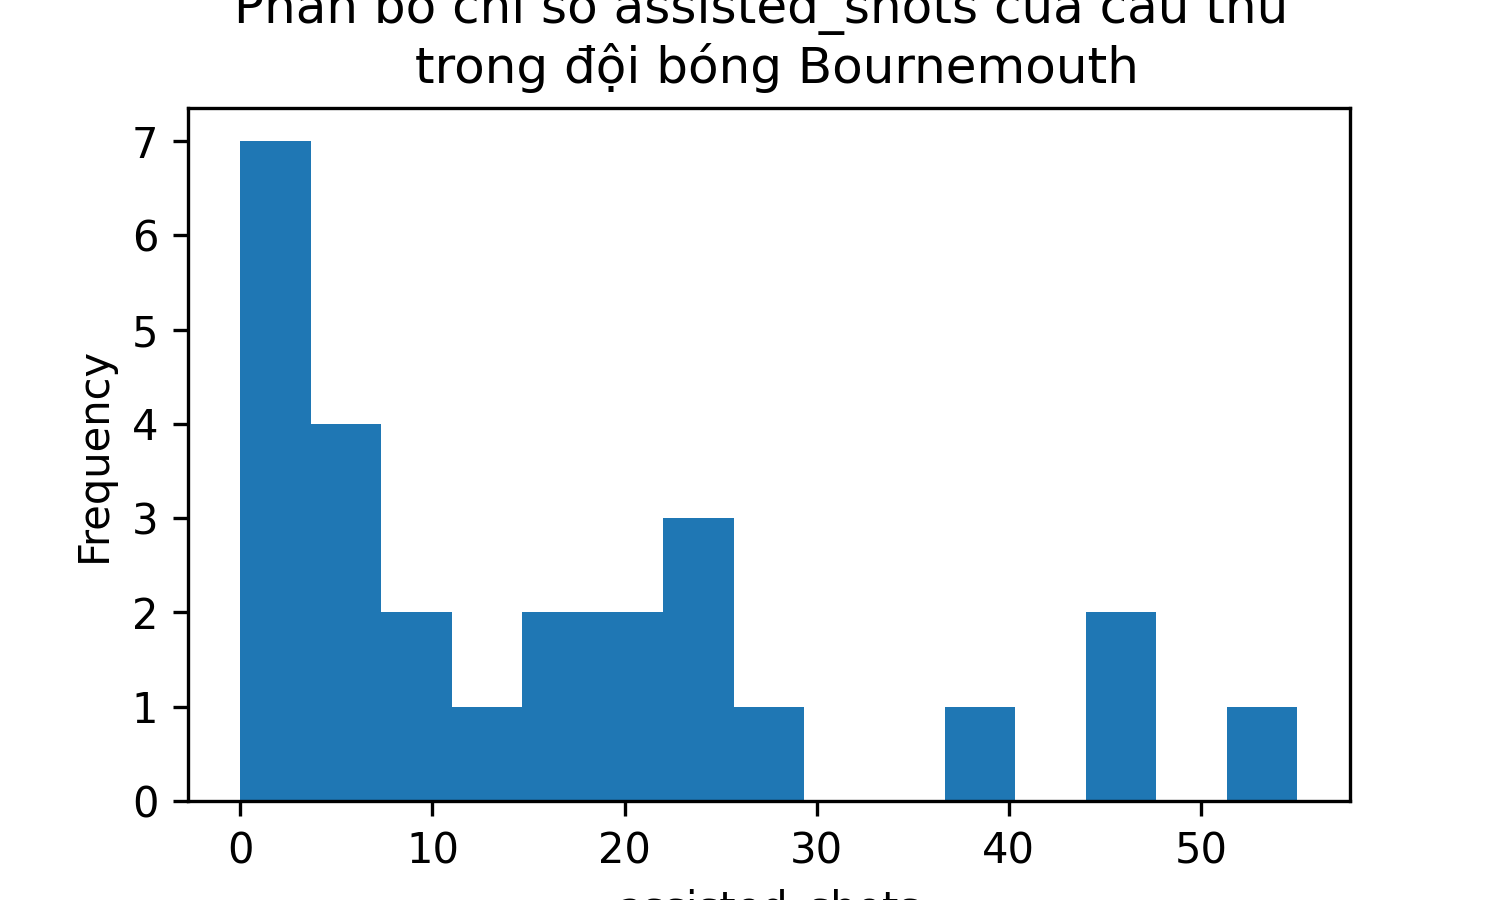 Phân bố chỉ số assisted_shots của cầu thủ
trong đội bóng Bournemouth
7
6
5
4
3
2
1
0
Frequency
0 10 20 30 40 50
assisted_shots